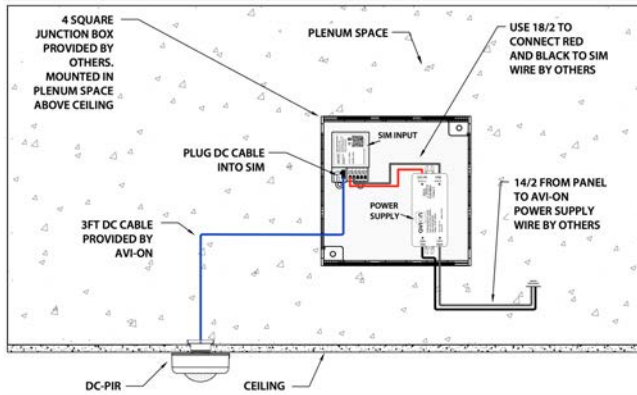 4 SQUARE
JUNCTION BOX
PROVIDED BY
OTHERS.
MOUNTED IN
PLENUM SPACE
ABOVE CEILING
PLENUM SPACE
USE 18/2 TO
CONNECT RED
AND BLACK TO SIM
WIRE BY OTHERS
SIM INPUT
PLUG DC CABLE
INTO SIM
POWER
SUPPLY
14/2 FROM PANEL
TO AVI-ON
POWER SUPPLY
WIRE BY OTHERS
3FT DC CABLE
PROVIDED BY
AVI-ON
DC-PIR
CEILING